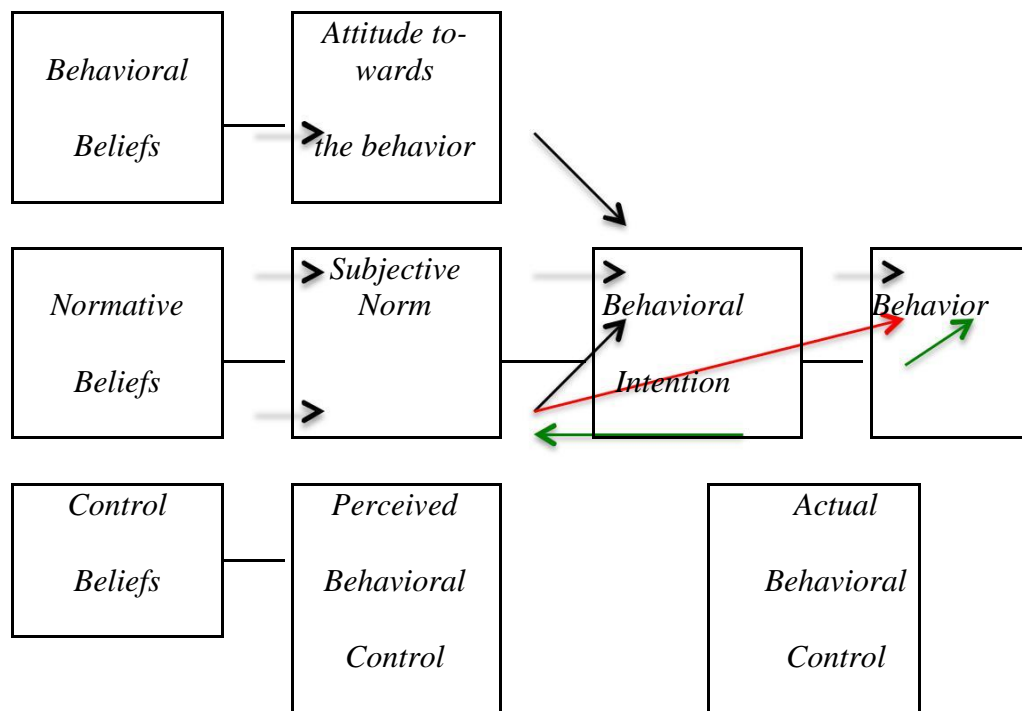 Behavioral
Beliefs
Attitude to-
wards
the behavior
Normative
Beliefs
Subjective
Norm
Behavioral
Intention
Behavior
Control
Beliefs
Perceived
Behavioral
Control
Actual
Behavioral
Control